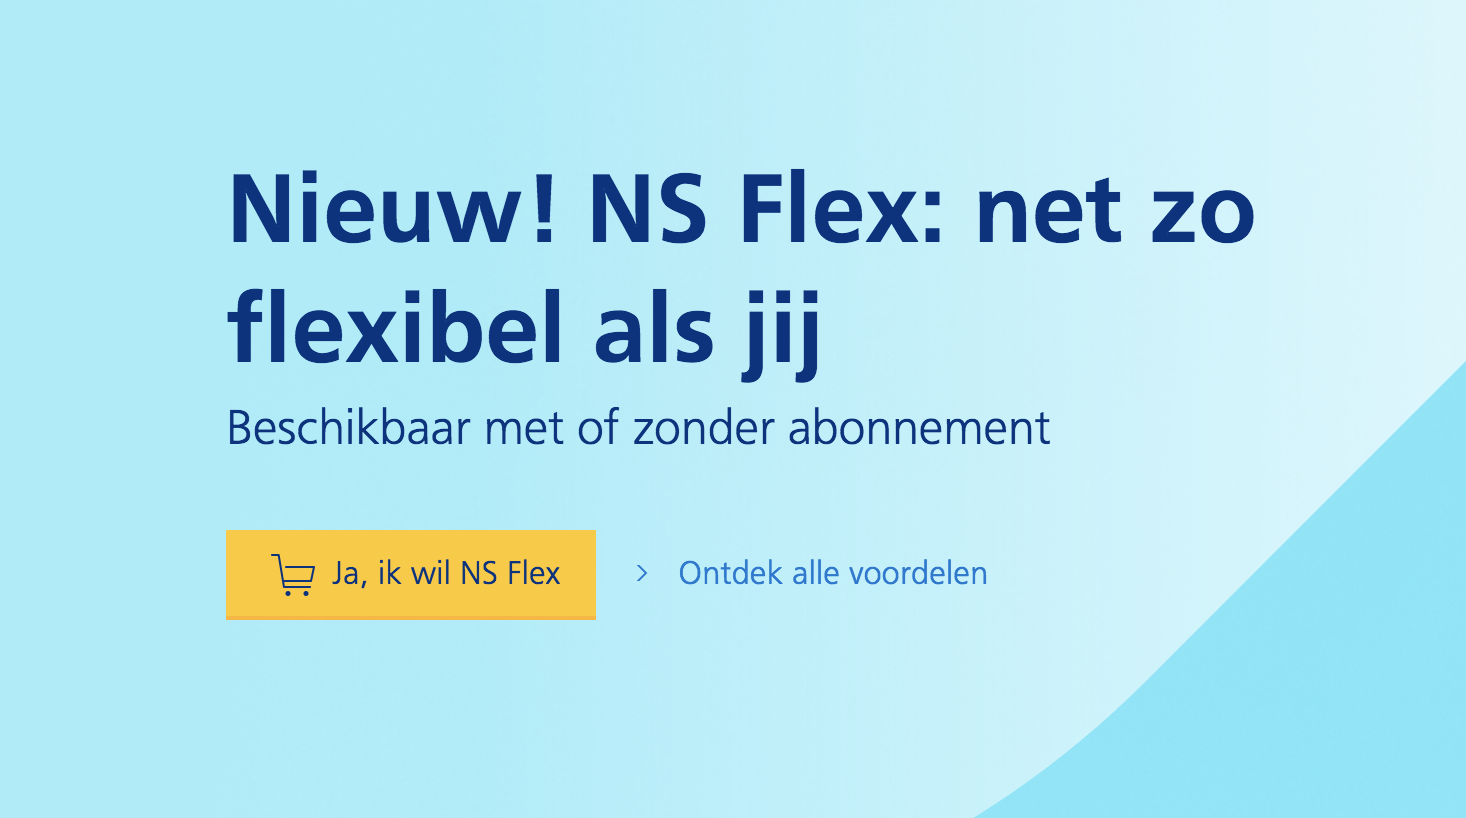 Nieuw! NS Flex: net zo
flexibel als jij
Beschikbaar met of zonder abonnement
Ja, ik wil NS Flex
Ontdek alle voordelen